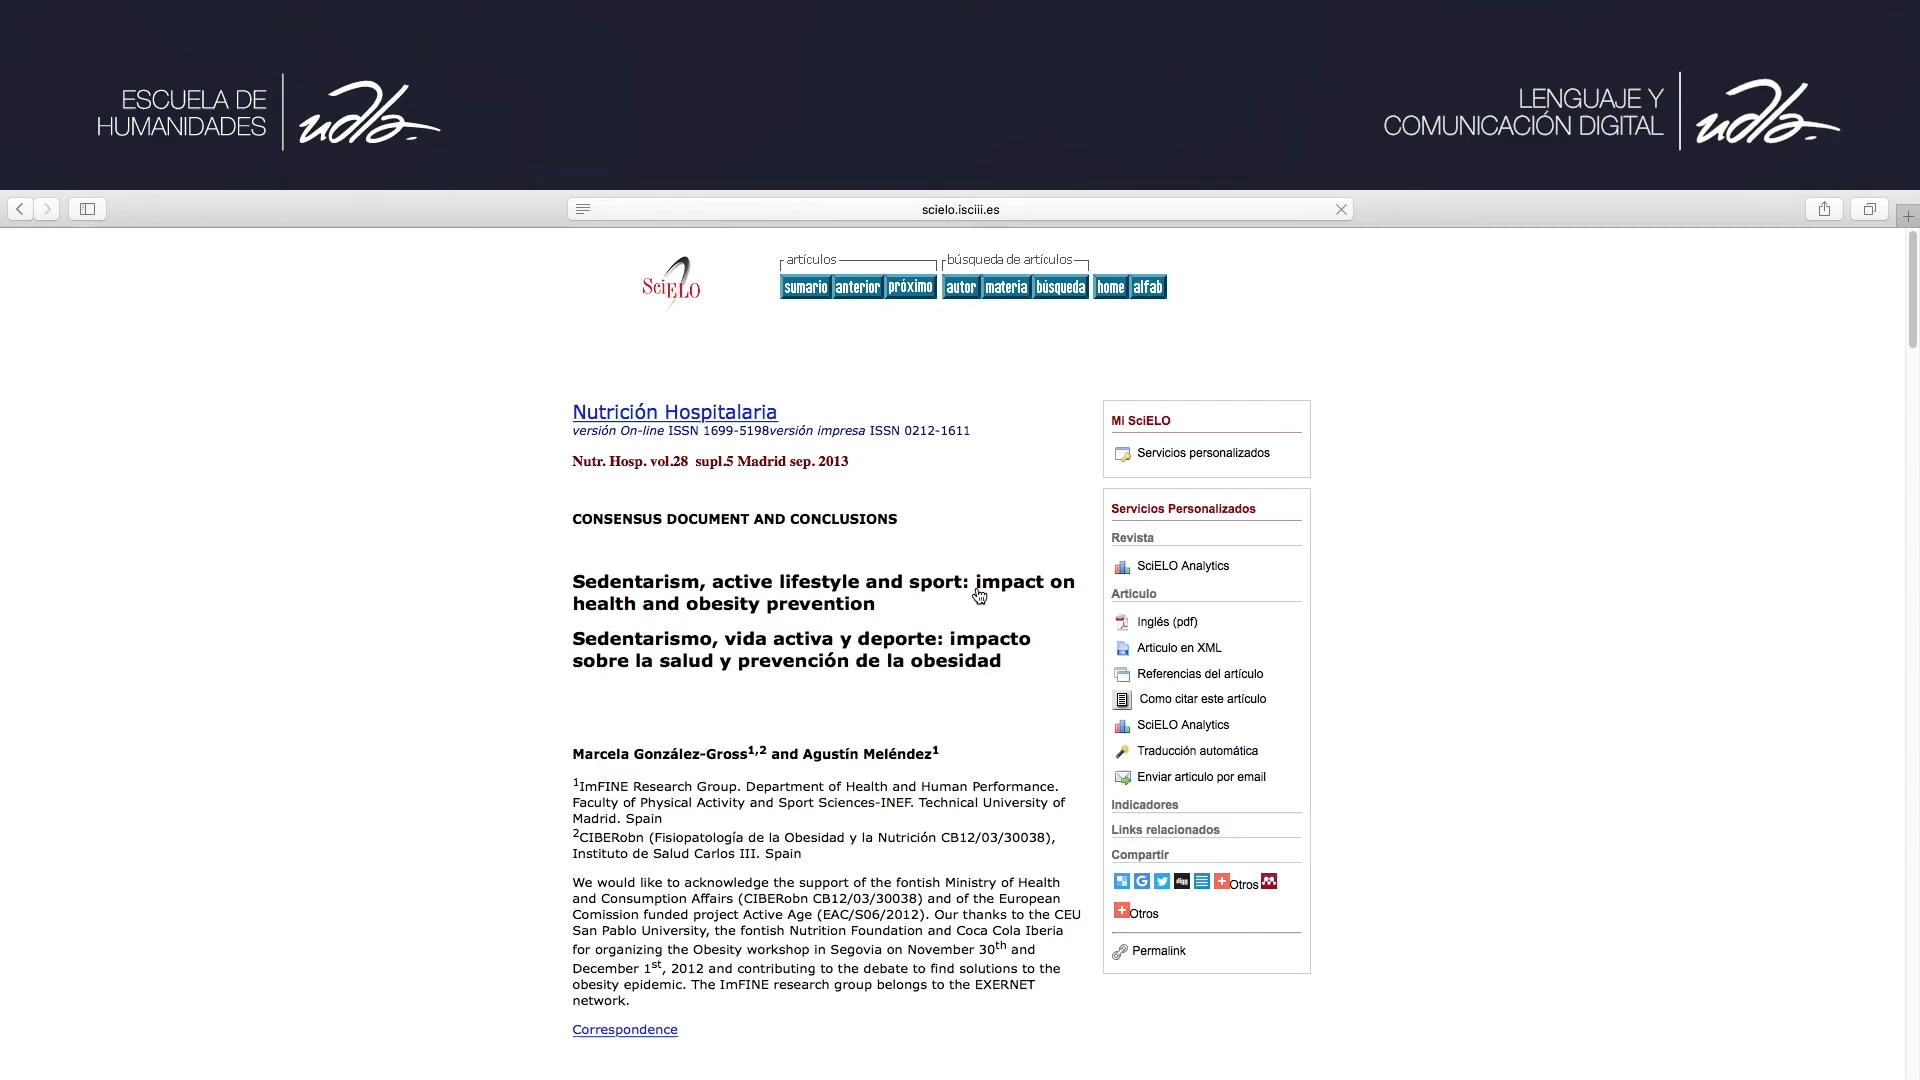 ESCUELA DE
HUMANIDADES
udla.
LENGUAJE Y
COMUNICACIÓN DIGITAL
udla.
scielo.isciii.es
SciELO
artículos
búsqueda de artículos
sumario anterior próximo autor materia búsqueda home alfab
Nutrición Hospitalaria
versión On-line ISSN 1699-5198versión impresa ISSN 0212-1611
Nutr. Hosp. vol.28 supl.5 Madrid sep. 2013
CONSENSUS DOCUMENT AND CONCLUSIONS
Sedentarism, active lifestyle and sport: impact on
health and obesity prevention
Sedentarismo, vida activa y deporte: impacto
sobre la salud y prevención de la obesidad
Marcela González-Gross1,2 and Agustín Meléndez1
1ImFINE Research Group. Department of Health and Human Performance.
Faculty of Physical Activity and Sport Sciences-INEF. Technical University of
Madrid. Spain
2CIBERobn (Fisiopatología de la Obesidad y la Nutrición CB12/03/30038),
Instituto de Salud Carlos III. Spain
We would like to acknowledge the support of the fontish Ministry of Health
and Consumption Affairs (CIBERobn CB12/03/30038) and of the European
Comission funded project Active Age (EAC/S06/2012). Our thanks to the CEU
San Pablo University, the fontish Nutrition Foundation and Coca Cola Iberia
for organizing the Obesity workshop in Segovia on November 30th and
December 1st, 2012 and contributing to the debate to find solutions to the
obesity epidemic. The ImFINE research group belongs to the EXERNET
network.
Correspondence
Mi SciELO
Servicios personalizados
Servicios Personalizados
Revista
SciELO Analytics
Articulo
Inglés (pdf)
Articulo en XML
Referencias del artículo
Como citar este artículo
SciELO Analytics
Traducción automática
Enviar articulo por email
Indicadores
Links relacionados
Compartir
digg Otros
Otros
Permalink